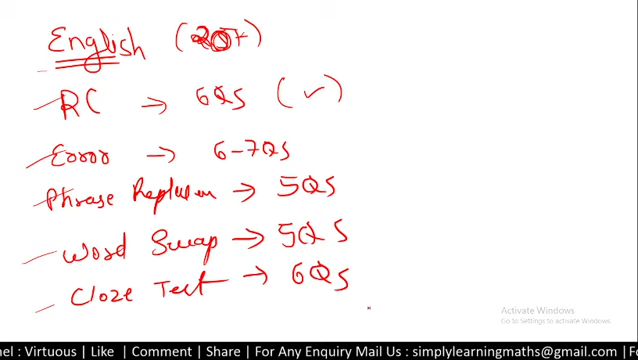 English (20+)
RC → 6QS (✓)
Error → 6-7QS
Phrase → 5QS
Word Swap → 5QS
Cloze Test → 6QS
Activate Windows
Go to Settings to activate Windows.
nel : Virtuous | Like | Comment | Share | For Any Enquiry Mail Us : simplylearningmaths@gmail.com | Fo